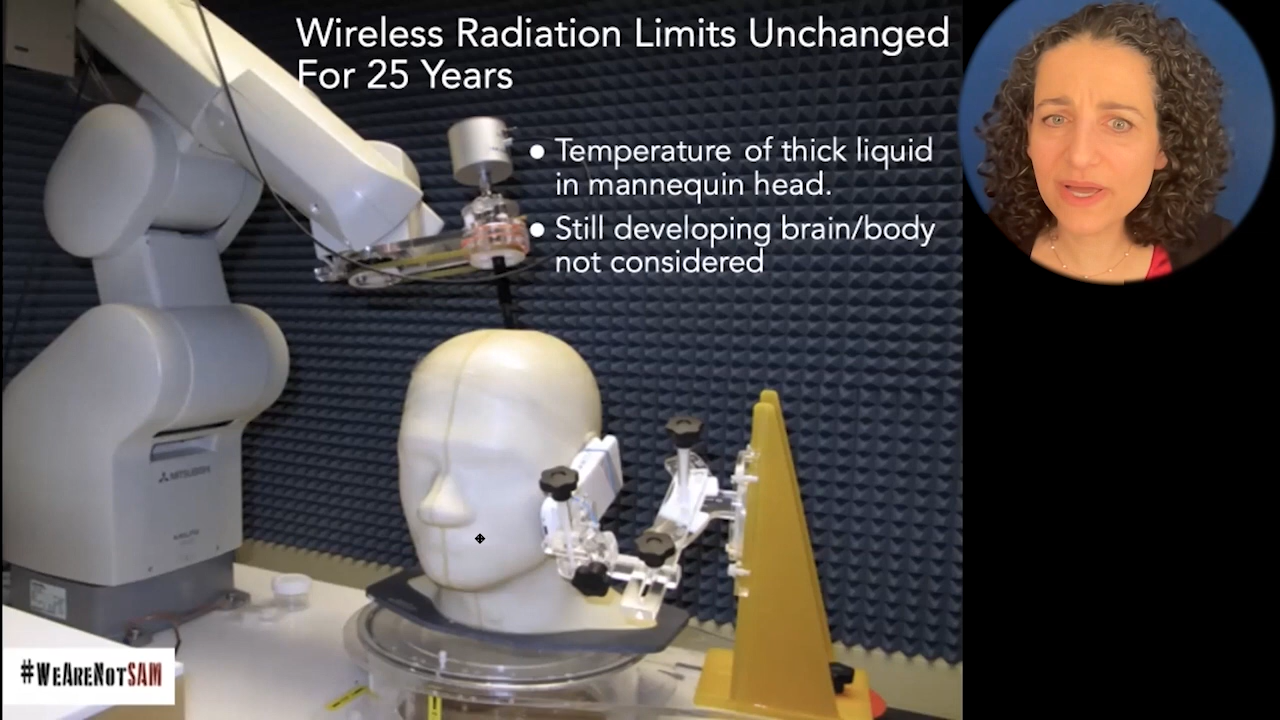 Wireless Radiation Limits Unchanged
For 25 Years
● Temperature of thick liquid
in mannequin head.
● Still developing brain/body
not considered
MITSUBISHI
#WEARENOTSAM